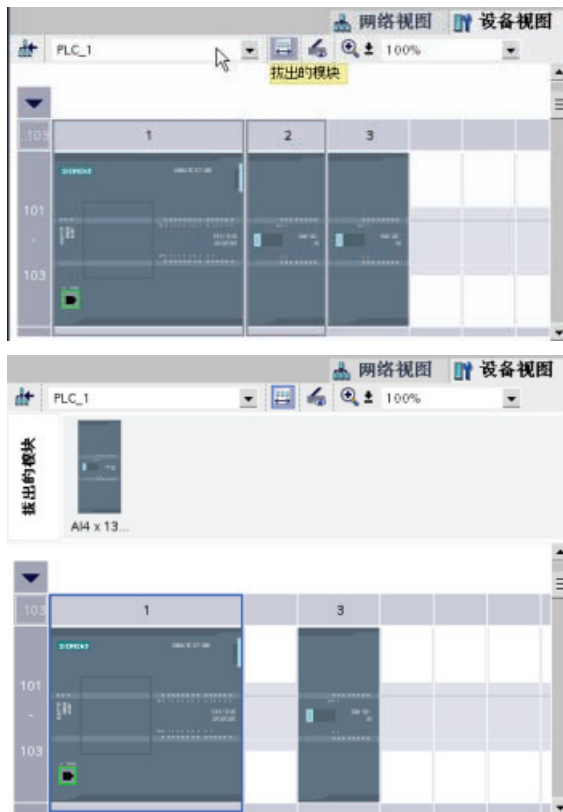 网络视图 设备视图
PLC_1 100%
拔出的模块
..103 1 2 3
SIEMENS
101
-
103
网络视图 设备视图
PLC_1 100%
拔出的模块
AI4 x 13...
..103 1 3
SIEMENS
101
-
103